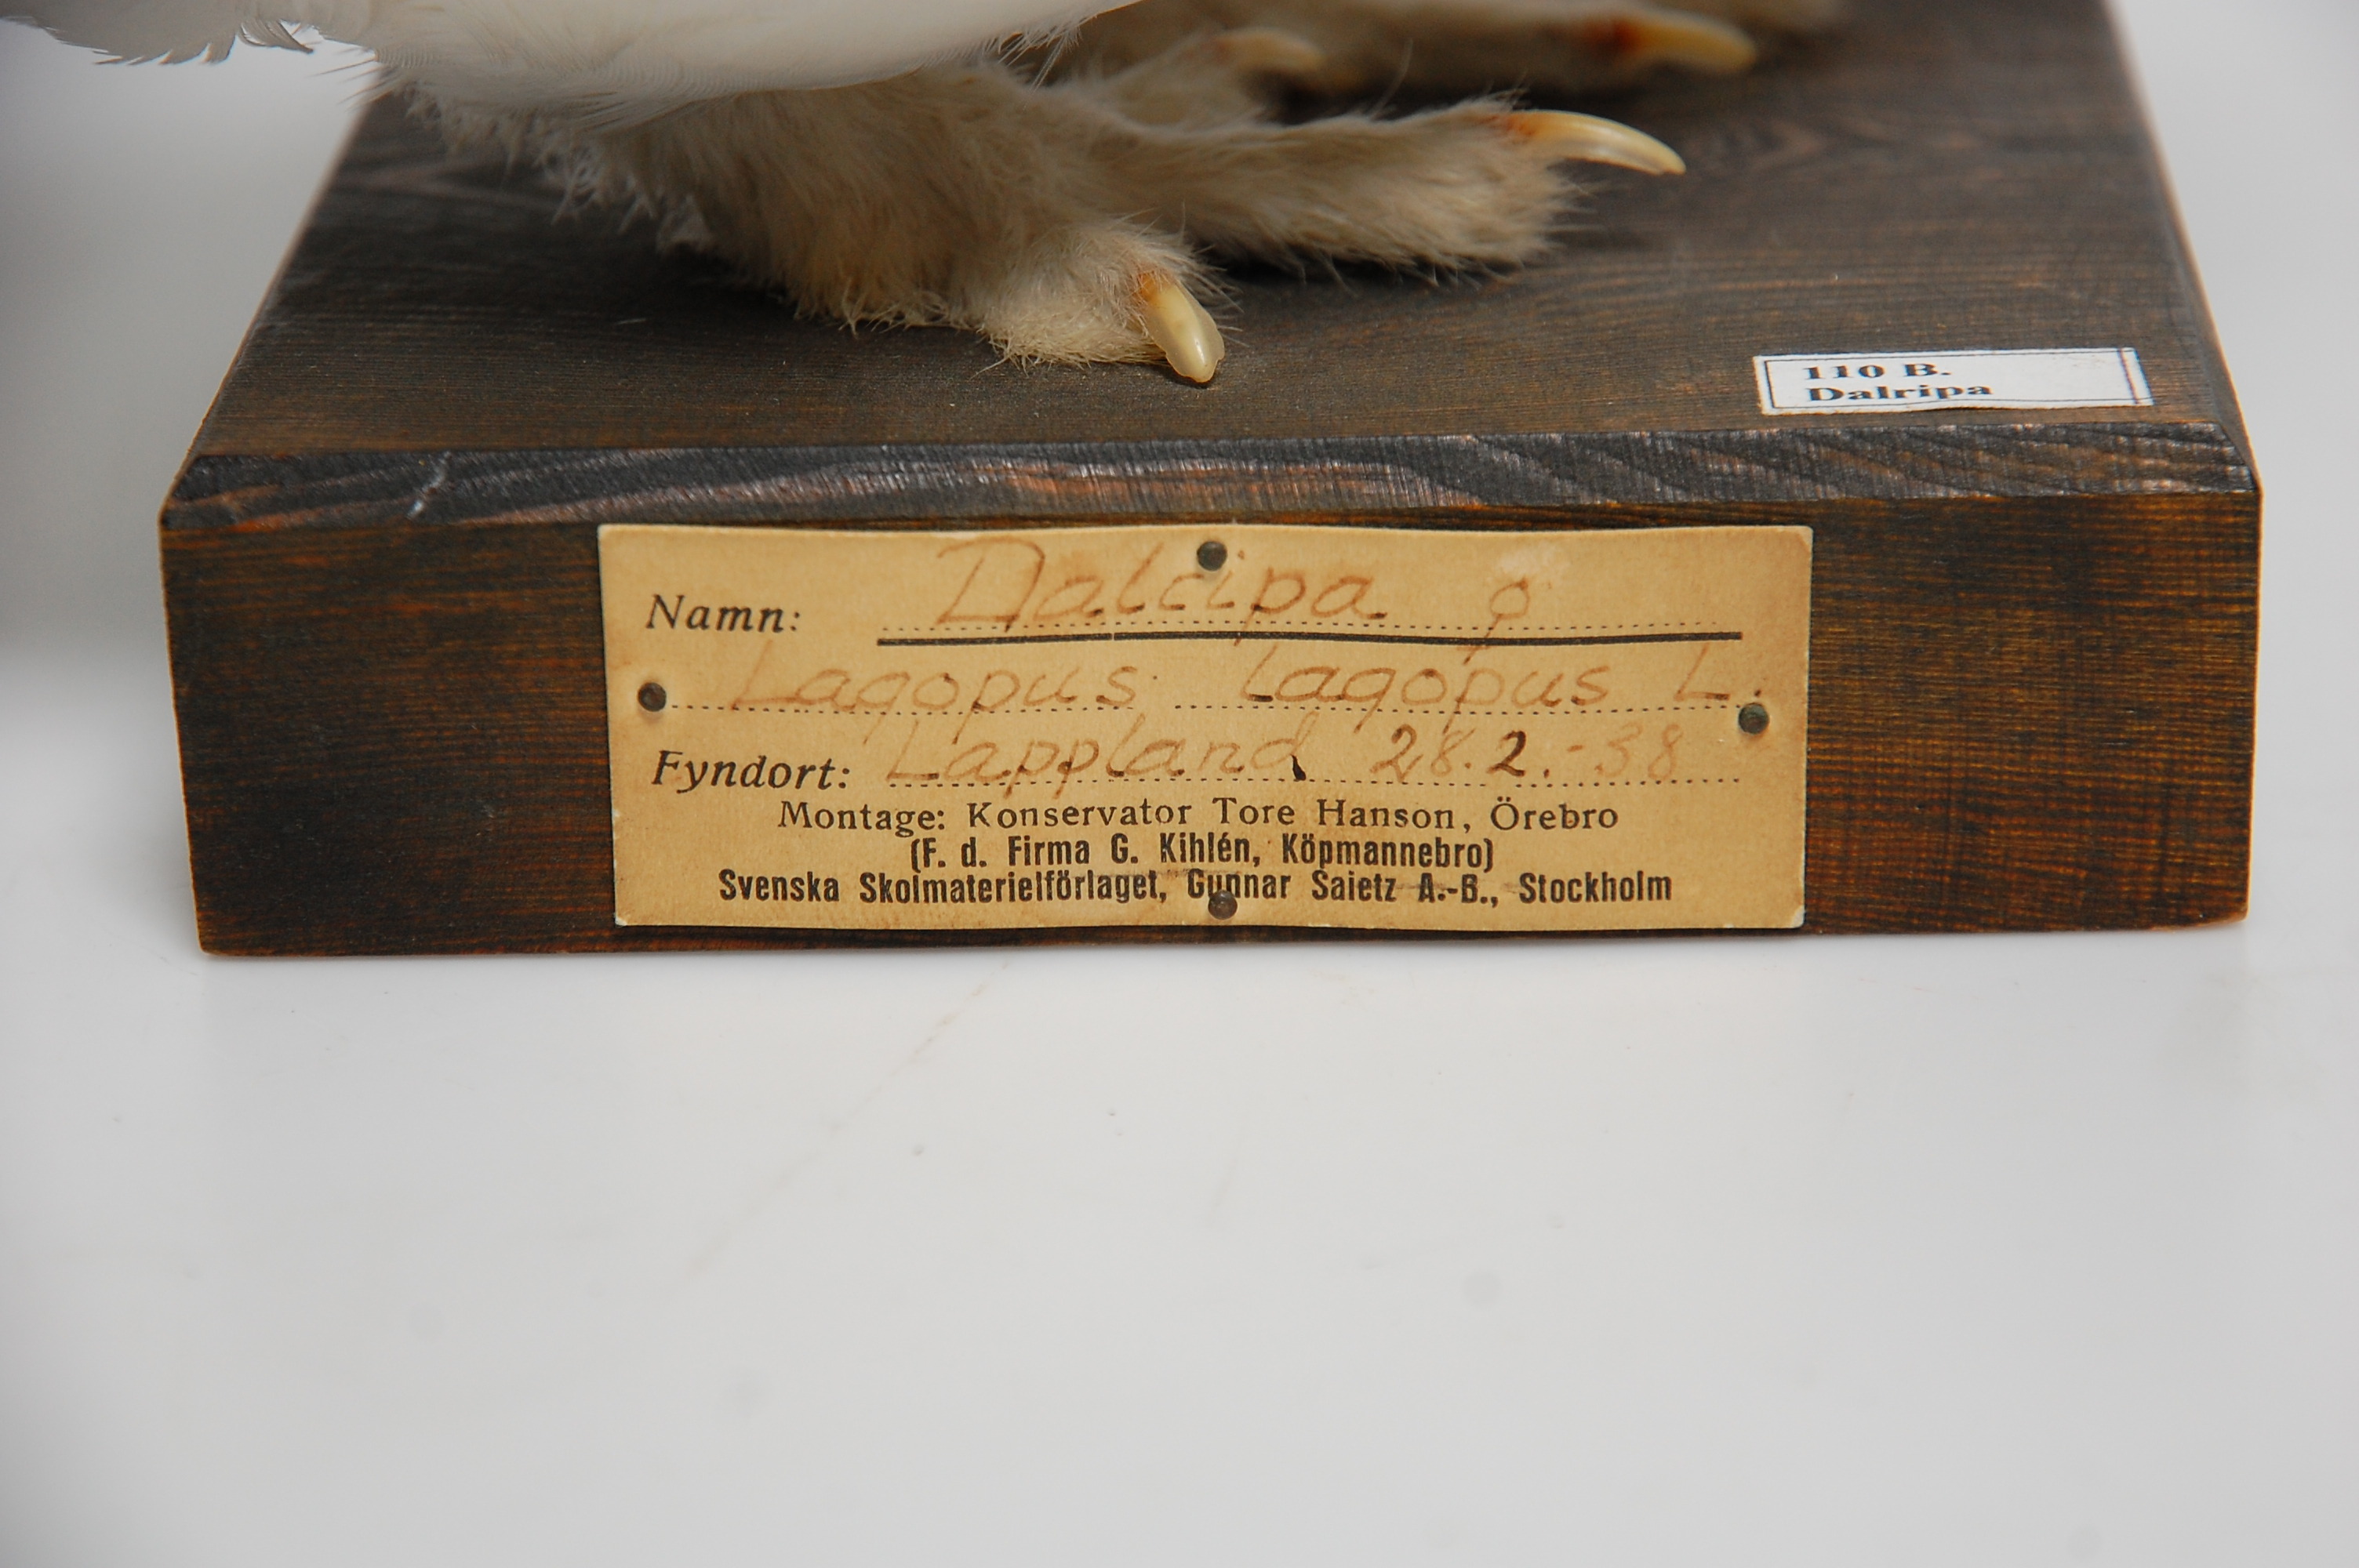 110 B.
Dalripa
Namn: Dalripa ♀
Lagopus lagopus L.
Fyndort: Lappland 28.2.-38
Montage: Konservator Tore Hanson, Örebro
(F. d. Firma G. Kihlén, Köpmannebro)
Svenska Skolmaterielförlaget, Gunnar Saietz A.-B., Stockholm